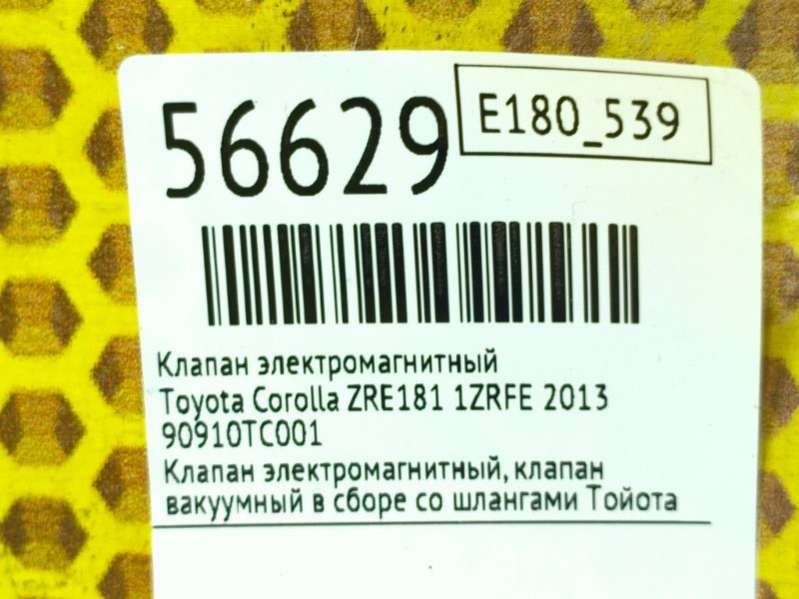 56629
E180_539
Клапан электромагнитный
Toyota Corolla ZRE181 1ZRFE 2013
90910TC001
Клапан электромагнитный, клапан
вакуумный в сборе со шлангами Тойота